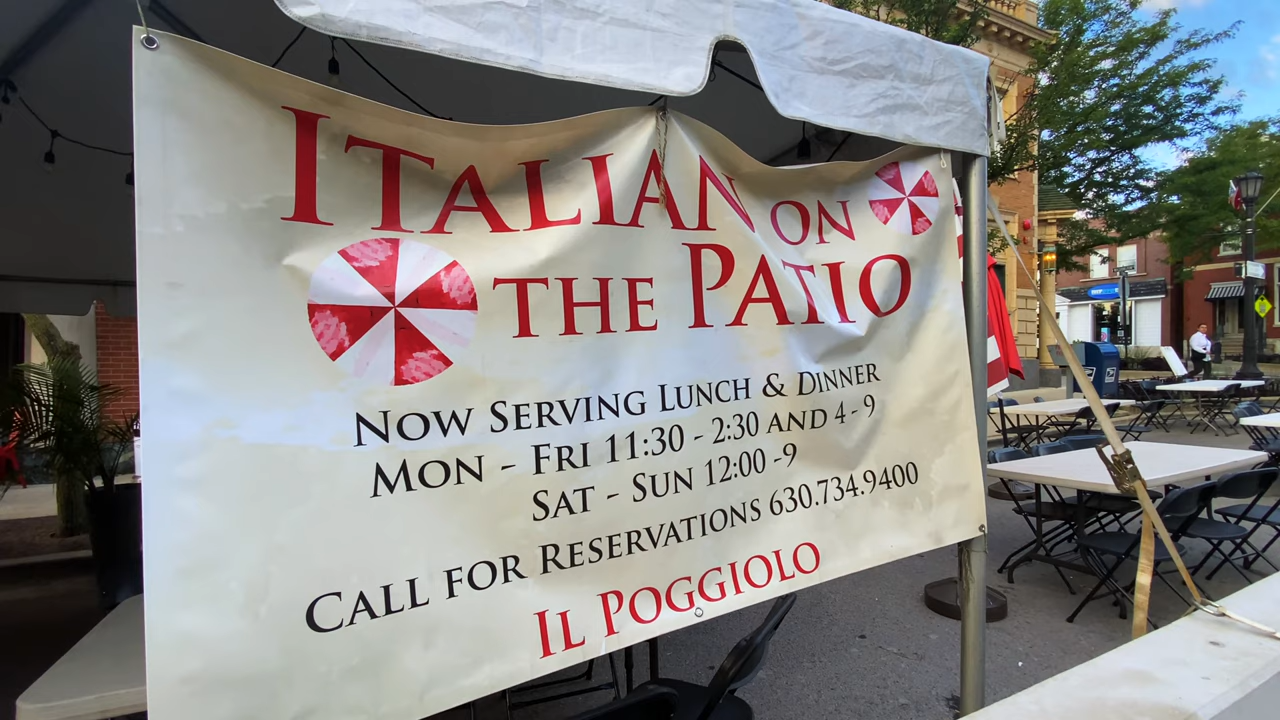 ITALIAN ON
THE PATIO
NOW SERVING LUNCH & DINNER
MON - FRI 11:30 - 2:30 AND 4 - 9
SAT - SUN 12:00 -9
CALL FOR RESERVATIONS 630.734.9400
IL POGGIOLO